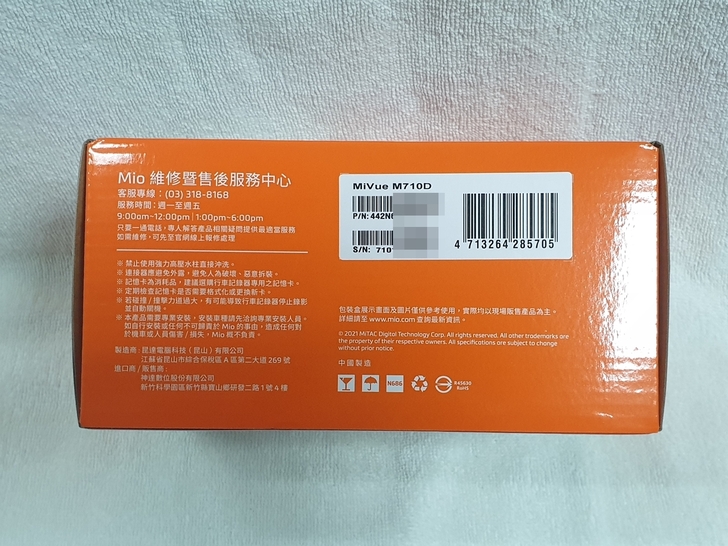 Mio 維修暨售後服務中心
客服專線：(03) 318-8168
服務時間：週一至週五
9:00am~12:00pm | 1:00pm~6:00pm
只要一通電話，專人解答產品相關疑問提供最適當服務
如需維修，可先至官網線上報修處理
※ 禁止使用強力高壓水柱直接沖洗。
※ 連接器應避免外露，避免人為破壞、惡意拆裝。
※ 記憶卡為消耗品，建議選購行車記錄器專用之記憶卡。
※ 定期檢查記憶卡是否需要格式化或更換新卡。
※ 若碰撞 / 撞擊力道過大，有可能導致行車記錄器停止錄影
並自動關機。
※ 本產品需要專業安裝，安裝車種請先洽詢專業安裝人員。
如自行安裝或任何不可歸責於 Mio 的事由，造成任何對
於機車或人員傷害 / 損失，Mio 概不負責。
製造商：昆達電腦科技（昆山）有限公司
江蘇省昆山市綜合保稅區 A 區第二大道 269 號
進口商 / 販售商：
神達數位股份有限公司
新竹科學園區新竹縣寶山鄉研發二路 1 號 4 樓
MiVue M710D
P/N: 442N6
S/N: 710
4 713264 285705
包裝盒展示畫面及圖片僅供參考使用，實際均以現場販售產品為主。
詳細請至 www.mio.com 查詢最新資訊。
© 2021 MiTAC Digital Technology Corp. All rights reserved. All other trademarks are
the property of their respective owners. All specifications are subject to change
without prior notice.
中國製造
N686
R45630
RoHS